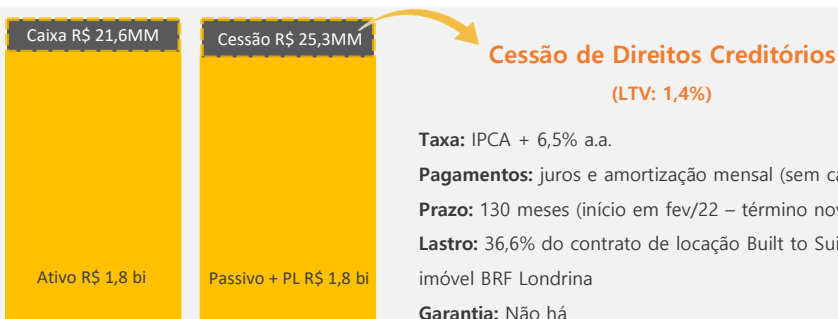 Caixa R$ 21,6MM
Cessão R$ 25,3MM
Ativo R$ 1,8 bi
Passivo + PL R$ 1,8 bi
Cessão de Direitos Creditórios
(LTV: 1,4%)
Taxa: IPCA + 6,5% a.a.
Pagamentos: juros e amortização mensal (sem
Prazo: 130 meses (início em fev/22 – término
Lastro: 36,6% do contrato de locação Built to
imóvel BRF Londrina
Garantia: Não há